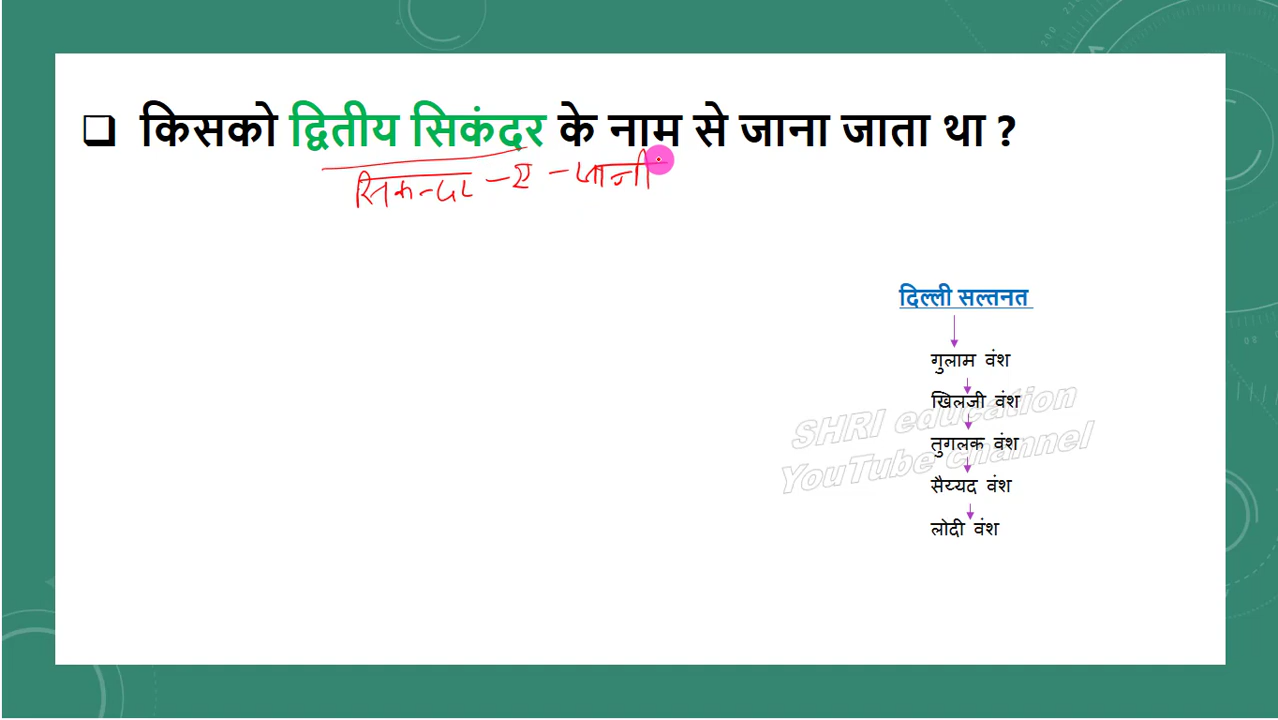 ❑ किसको द्वितीय सिकंदर के नाम से जाना जाता था ?
सिकन्दर – ए – सानी
दिल्ली सल्तनत
गुलाम वंश
खिलजी वंश
तुगलक वंश
सैय्यद वंश
लोदी वंश
SHRI education
YouTube channel